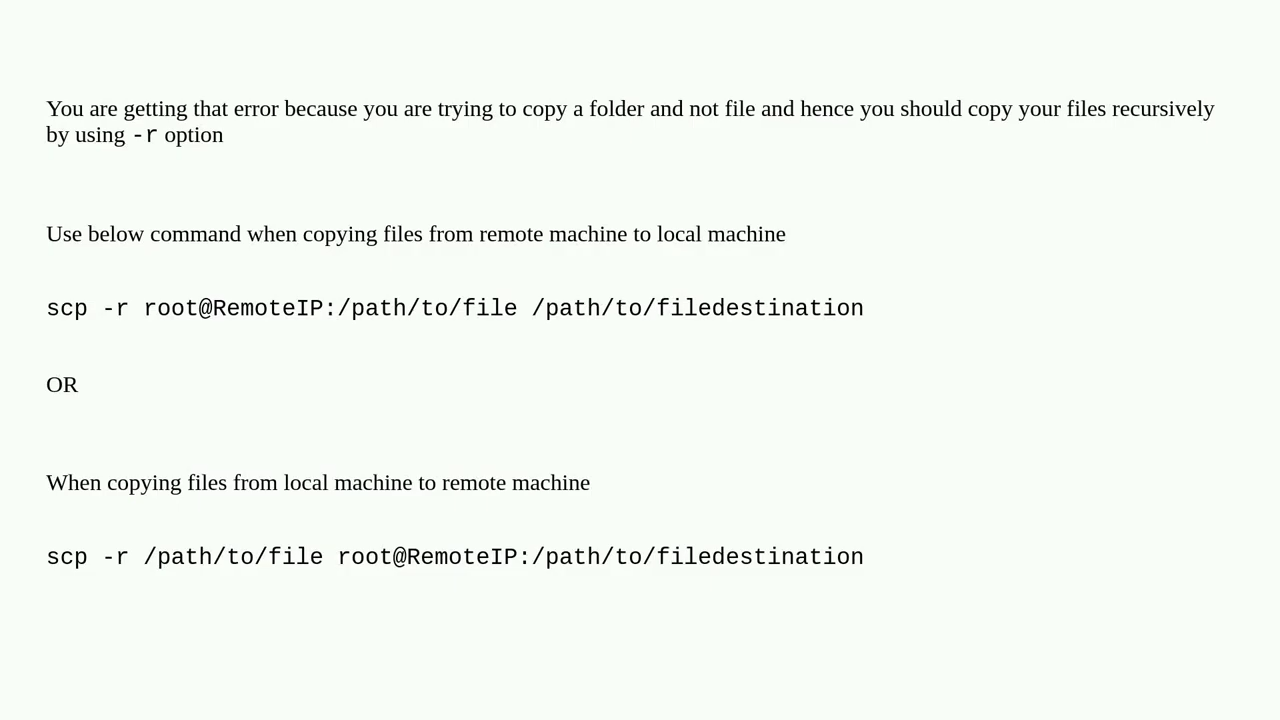 You are getting that error because you are trying to copy a folder and not file and hence you should copy your files recursively
by using -r option
Use below command when copying files from remote machine to local machine
scp -r root@RemoteIP:/path/to/file /path/to/filedestination
OR
When copying files from local machine to remote machine
scp -r /path/to/file root@RemoteIP:/path/to/filedestination